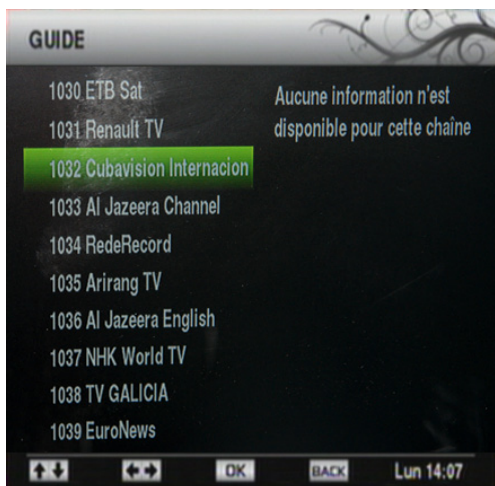 GUIDE
1030 ETB Sat
1031 Renault TV
1032 Cubavision Internacion
1033 Al Jazeera Channel
1034 RedeRecord
1035 Arirang TV
1036 Al Jazeera English
1037 NHK World TV
1038 TV GALICIA
1039 EuroNews
Aucune information n'est
disponible pour cette chaîne
OK
BACK
Lun 14:07